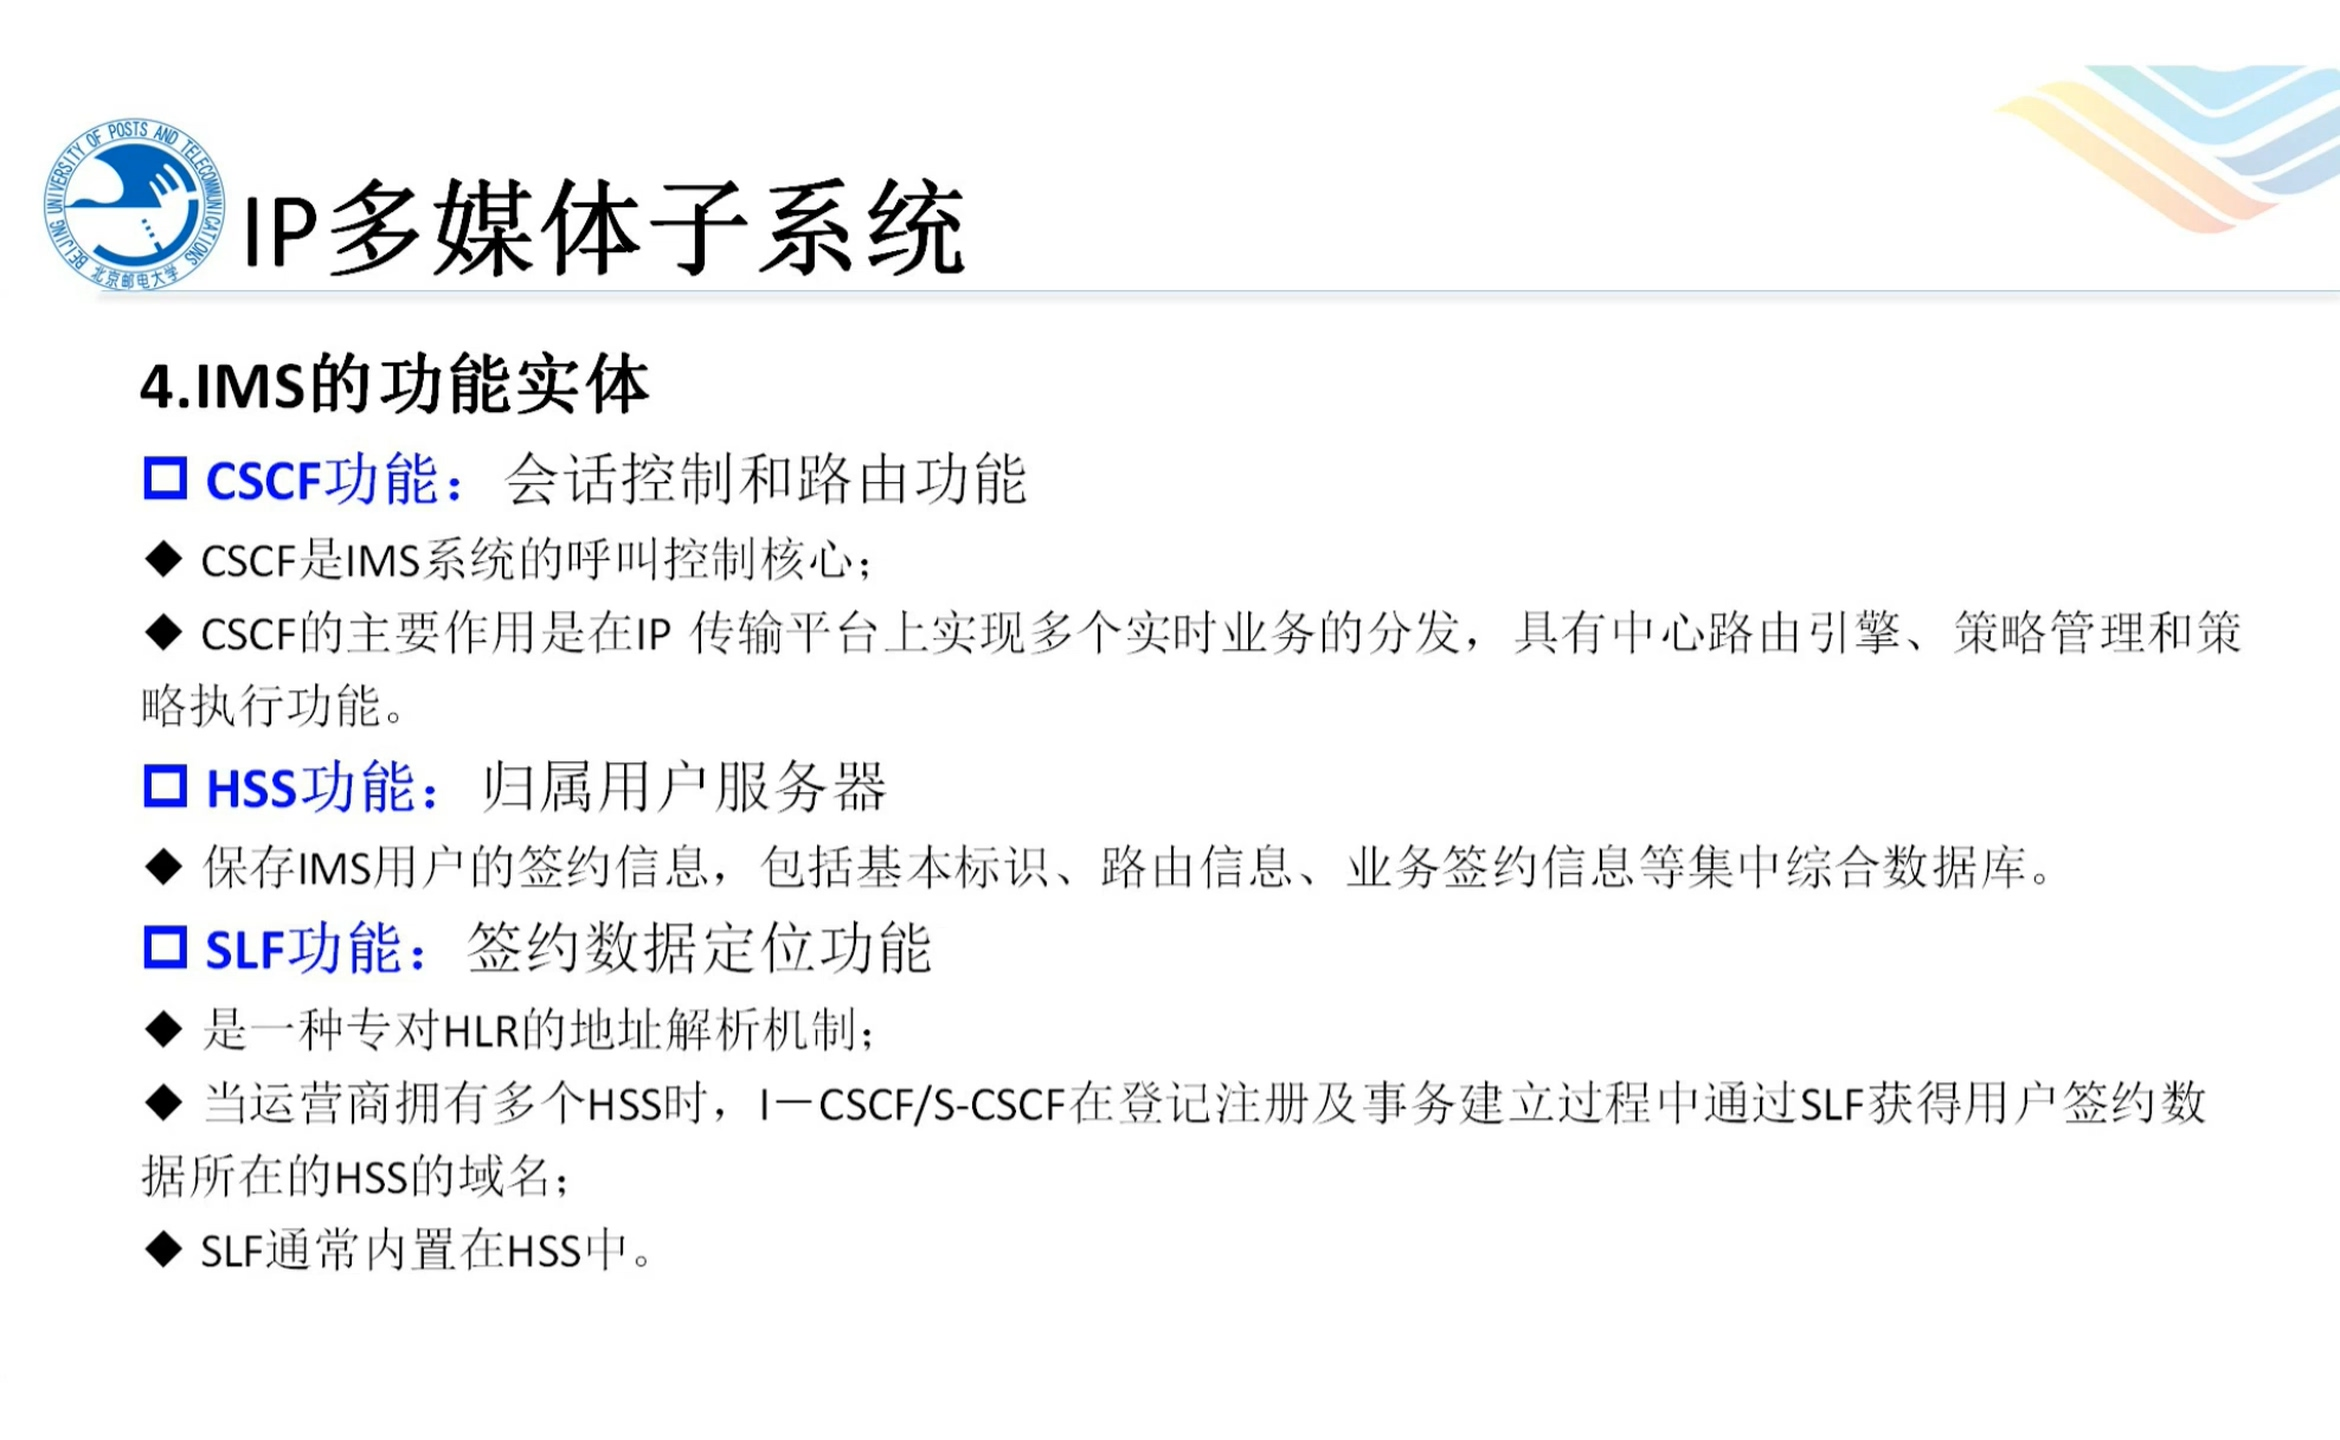 BEIJING UNIVERSITY OF POSTS AND TELECOMMUNICATIONS
北京邮电大学
IP多媒体子系统
4.IMS的功能实体
CSCF功能：会话控制和路由功能
◆ CSCF是IMS系统的呼叫控制核心；
◆ CSCF的主要作用是在IP 传输平台上实现多个实时业务的分发，具有中心路由引擎、策略管理和策
略执行功能。
HSS功能：归属用户服务器
◆ 保存IMS用户的签约信息，包括基本标识、路由信息、业务签约信息等集中综合数据库。
SLF功能：签约数据定位功能
◆ 是一种专对HLR的地址解析机制；
◆ 当运营商拥有多个HSS时，I－CSCF/S-CSCF在登记注册及事务建立过程中通过SLF获得用户签约数
据所在的HSS的域名；
◆ SLF通常内置在HSS中。